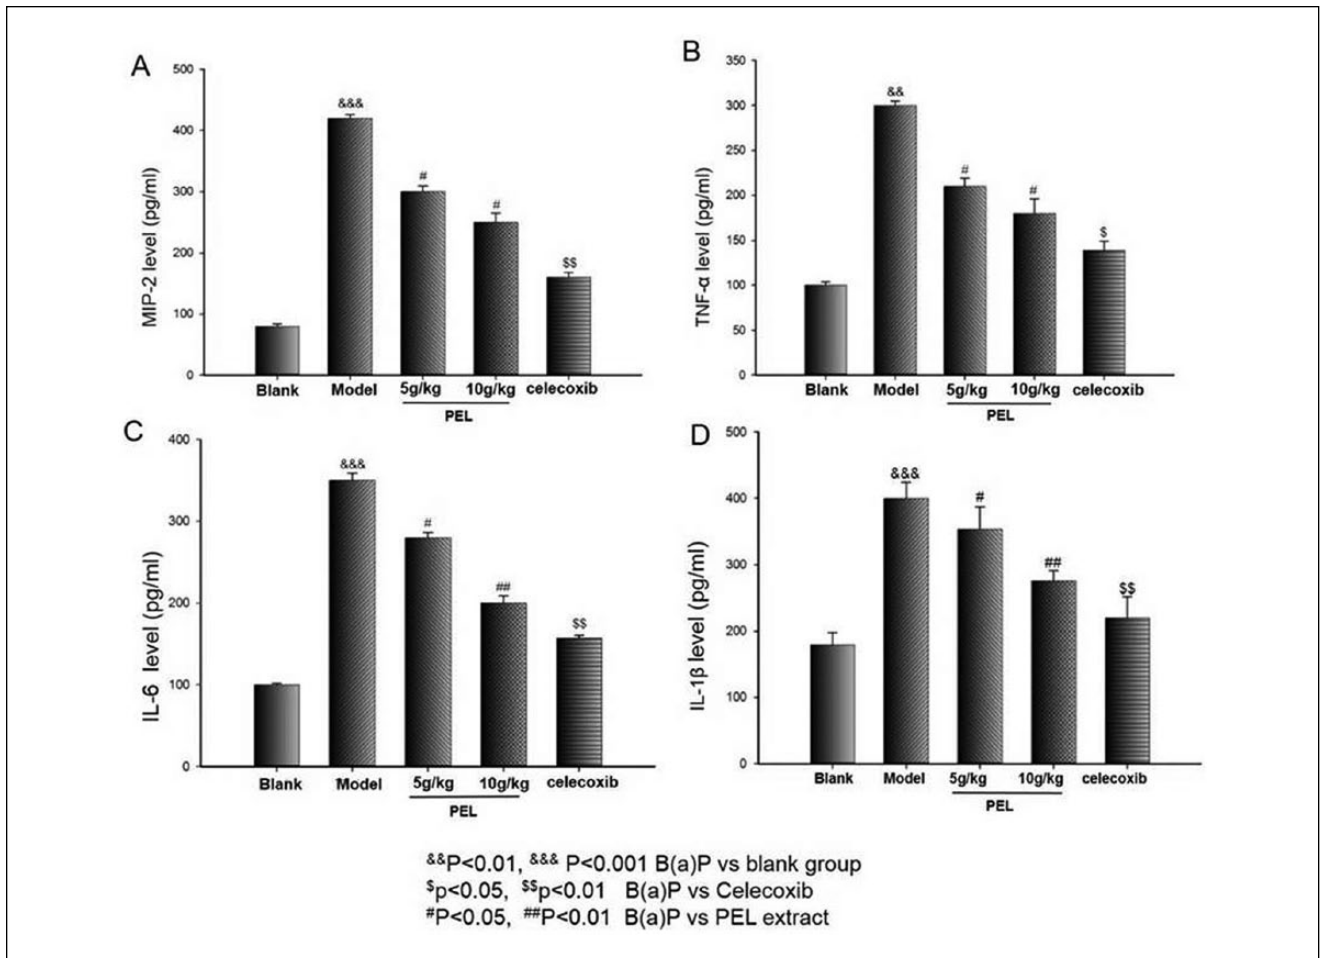 A
500
400
300
200
100
0
MIP-2 level (pg/ml)
&&&
#
#
$$
Blank Model 5g/kg 10g/kg celecoxib
PEL
B
350
300
250
200
150
100
50
0
TNF-α level (pg/ml)
&&
#
#
$
Blank Model 5g/kg 10g/kg celecoxib
PEL
C
400
300
200
100
0
IL-6 level (pg/ml)
&&&
#
##
$$
Blank Model 5g/kg 10g/kg celecoxib
PEL
D
500
400
300
200
100
0
IL-1β level (pg/ml)
&&&
#
##
$$
Blank Model 5g/kg 10g/kg celecoxib
PEL
&&P<0.01, &&& P<0.001 B(a)P vs blank group
$p<0.05, $$p<0.01 B(a)P vs Celecoxib
#P<0.05, ##P<0.01 B(a)P vs PEL extract